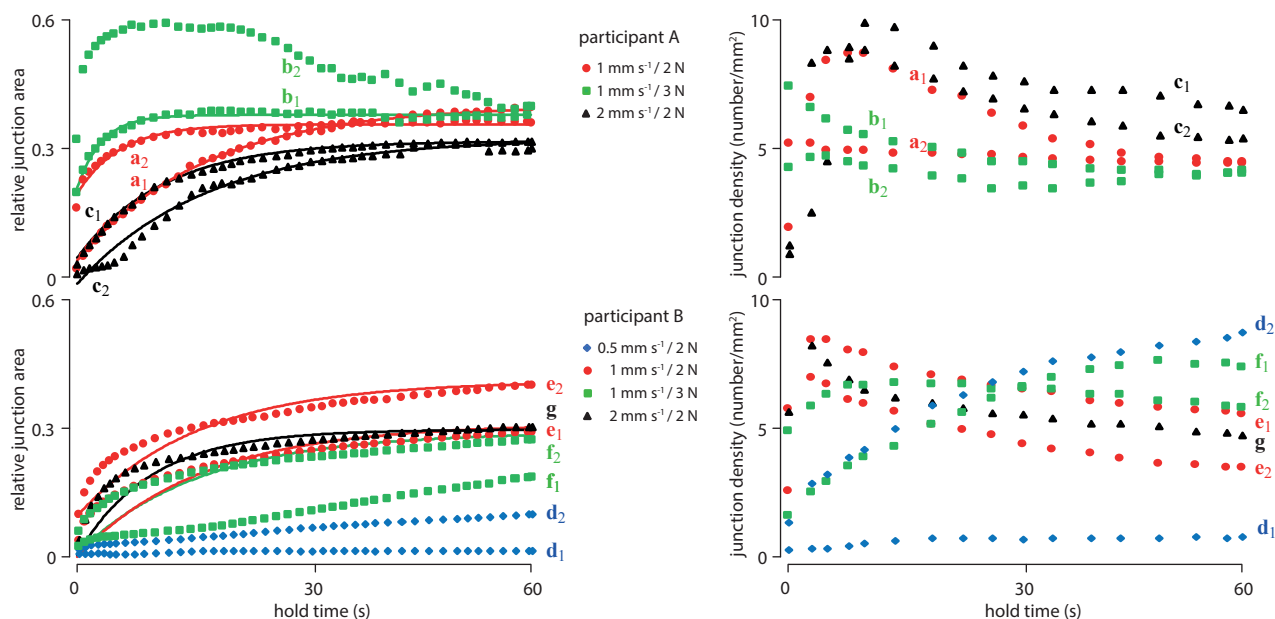 0.6
0.3
0
relative junction area
b2
b1
a2
a1
c1
c2
participant A
1 mm s⁻¹ / 2 N
1 mm s⁻¹ / 3 N
2 mm s⁻¹ / 2 N
10
5
0
junction density (number/mm²)
a1
b1
a2
b2
c1
c2
0.6
0.3
0
relative junction area
e2
g
e1
f2
f1
d2
d1
0
30
60
hold time (s)
participant B
0.5 mm s⁻¹ / 2 N
1 mm s⁻¹ / 2 N
1 mm s⁻¹ / 3 N
2 mm s⁻¹ / 2 N
10
5
0
junction density (number/mm²)
d2
f1
f2
e1
g
e2
d1
0
30
60
hold time (s)